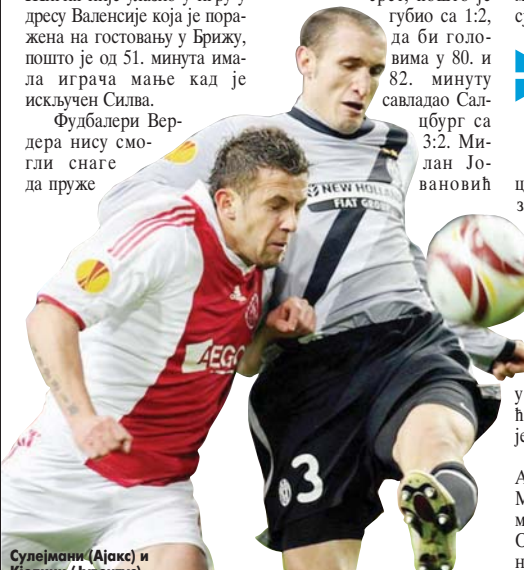 дресу Валенсије која је пора-
жена на гостовању у Брижу,
пошто је од 51. минута има-
ла играча мање кад је
искључен Силва.
Фудбалери Вер-
дера нису смо-
гли снаге
да пруже
губио са 1:2,
да би голо-
вима у 80. и
82. минуту
савладао Сал-
цбург са
3:2. Ми-
лан Јо-
вановић
NEW HOLLAND
FIAT GROUP
AEGO
3
Сулејмани (Ајакс) и